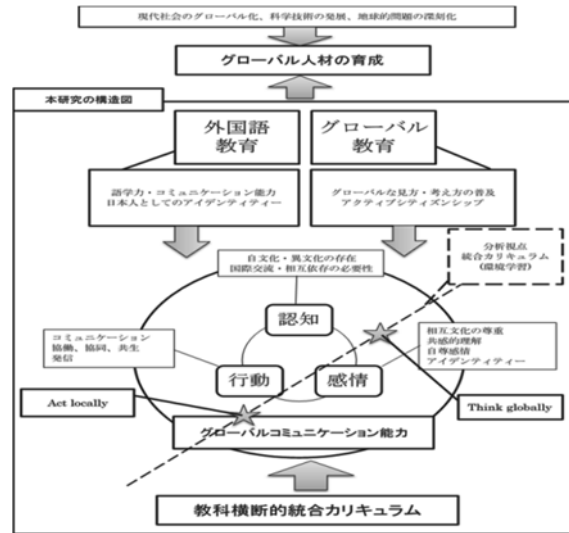 現代社会のグローバル化、科学技術の発展、地球的問題の深刻化
グローバル人材の育成
本研究の構造図
外国語
教育
グローバル
教育
語学力・コミュニケーション能力
日本人としてのアイデンティティー
グローバルな見方・考え方の普及
アクティブシティズンシップ
分析視点
統合カリキュラム
(環境学習)
自文化・異文化の存在
国際交流・相互依存の必要性
認知
コミュニケーション
協働、協同、共生
発信
相互文化の尊重
共感的理解
自尊感情
アイデンティティー
行動
感情
Act locally
Think globally
グローバルコミュニケーション能力
教科横断的統合カリキュラム